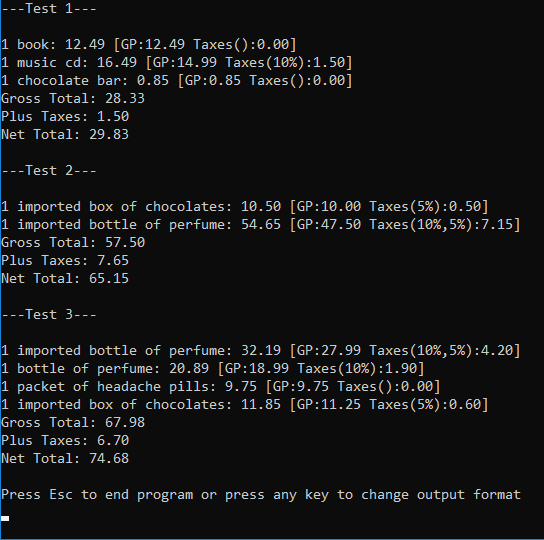 ---Test 1---
1 book: 12.49 [GP:12.49 Taxes():0.00]
1 music cd: 16.49 [GP:14.99 Taxes(10%):1.50]
1 chocolate bar: 0.85 [GP:0.85 Taxes():0.00]
Gross Total: 28.33
Plus Taxes: 1.50
Net Total: 29.83
---Test 2---
1 imported box of chocolates: 10.50 [GP:10.00 Taxes(5%):0.50]
1 imported bottle of perfume: 54.65 [GP:47.50 Taxes(10%,5%):7.15]
Gross Total: 57.50
Plus Taxes: 7.65
Net Total: 65.15
---Test 3---
1 imported bottle of perfume: 32.19 [GP:27.99 Taxes(10%,5%):4.20]
1 bottle of perfume: 20.89 [GP:18.99 Taxes(10%):1.90]
1 packet of headache pills: 9.75 [GP:9.75 Taxes():0.00]
1 imported box of chocolates: 11.85 [GP:11.25 Taxes(5%):0.60]
Gross Total: 67.98
Plus Taxes: 6.70
Net Total: 74.68
Press Esc to end program or press any key to change output format